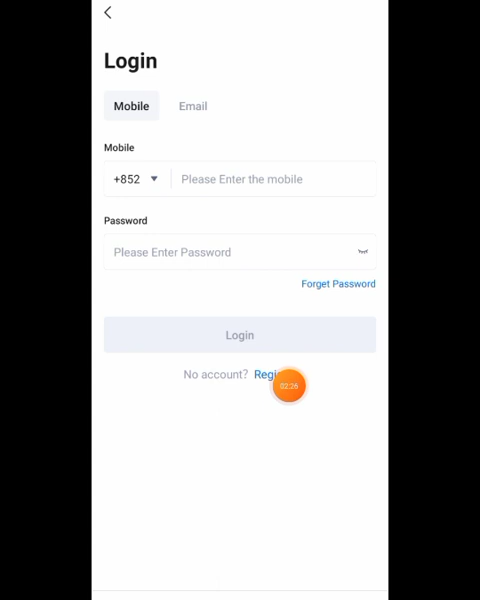 Login
Mobile Email
Mobile
+852 Please Enter the mobile
Password
Please Enter Password
Forget Password
Login
No account?
02:26